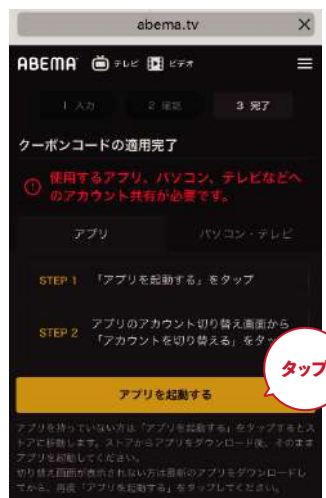 abema.tv ×
ABEMA テレビ ビデオ
1 入力 2 確認 3 完了
クーポンコードの適用完了
使用するアプリ、パソコン、テレビなどへ
のアカウント共有が必要です。
アプリ パソコン・テレビ
STEP 1 「アプリを起動する」をタップ
STEP 2 アプリのアカウント切り替え画面から
「アカウントを切り替える」をタッ
タップ
アプリを起動する
アプリを持っていない方は「アプリを起動する」をタップするとス
トアに移動します。ストアからアプリをダウンロード後、そのまま
アプリを起動してください。
切り替え画面が表示されない方は最新のアプリをダウンロードし
てから、再度「アプリを起動する」をタップしてください。